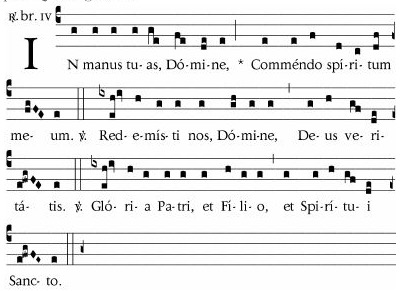 ℟. br. IV
IN manus tu- as, Dó- mi- ne, * Comméndo spí- ri- tum
me- um. ℣. Red- e- mís- ti nos, Dó- mi- ne, De- us ve- ri-
tá- tis. ℣. Gló- ri- a Pa- tri, et Fí- li- o, et Spi- rí- tu- i
Sanc- to.